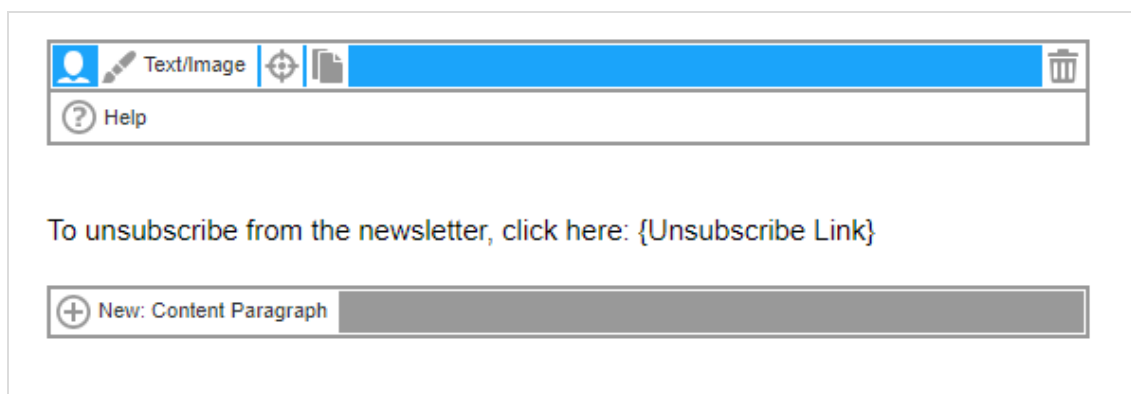 Text/Image
Help
To unsubscribe from the newsletter, click here: {Unsubscribe Link}
New: Content Paragraph